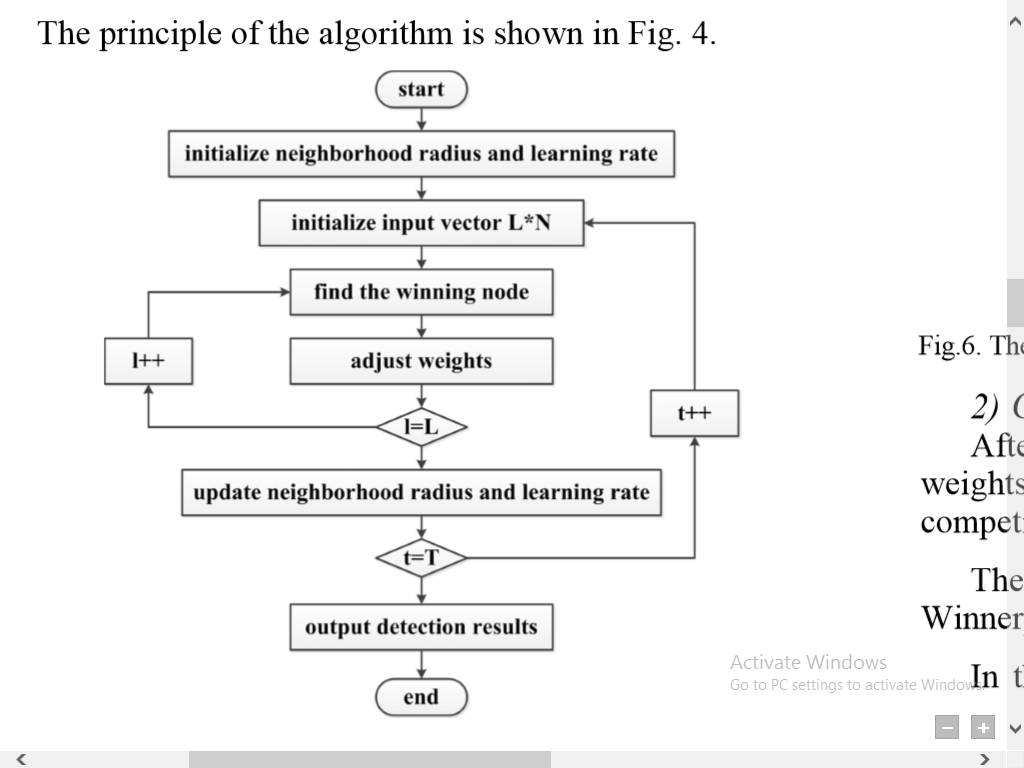 The principle of the algorithm is shown in Fig. 4.
start
initialize neighborhood radius and learning rate
initialize input vector L*N
find the winning node
l++
adjust weights
t++
l=L
update neighborhood radius and learning rate
t=T
output detection results
end
Fig.6.
2)
weights
The
Winner
In
Activate Windows
Go to PC settings to activate Windows.